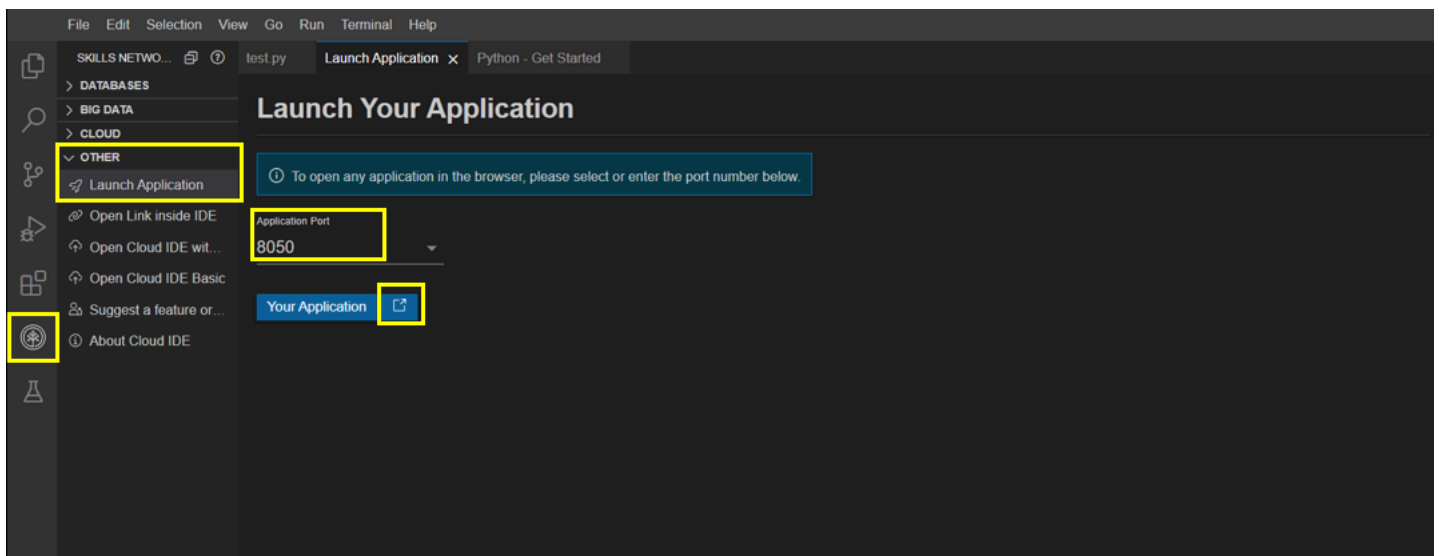 File Edit Selection View Go Run Terminal Help
SKILLS NETWO...
test.py Launch Application Python - Get Started
DATABASES
BIG DATA
CLOUD
OTHER
Launch Application
Open Link inside IDE
Open Cloud IDE wit...
Open Cloud IDE Basic
Suggest a feature or...
About Cloud IDE
Launch Your Application
To open any application in the browser, please select or enter the port number below.
Application Port
8050
Your Application